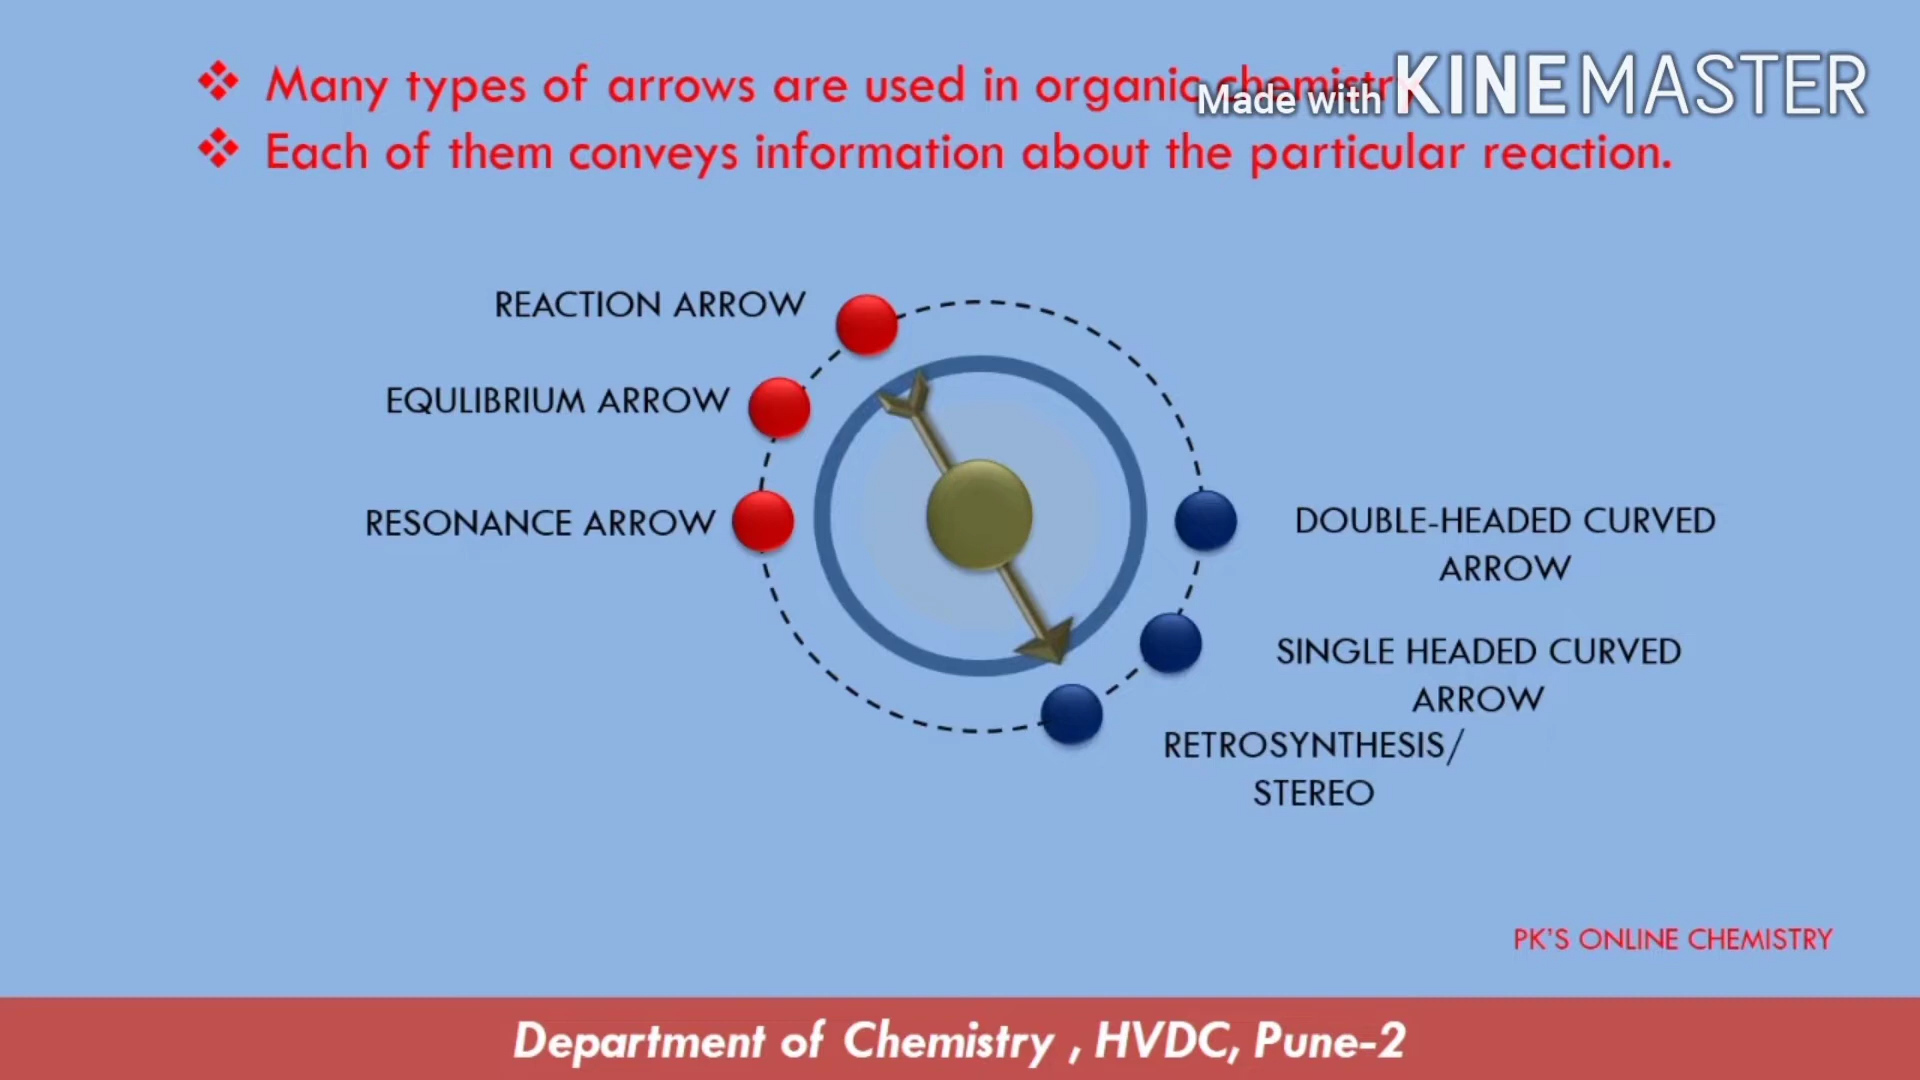 Many types of arrows are used in organic chemistry
Made with KINEMASTER
Each of them conveys information about the particular reaction.
REACTION ARROW
EQULIBRIUM ARROW
RESONANCE ARROW
DOUBLE-HEADED CURVED
ARROW
SINGLE HEADED CURVED
ARROW
RETROSYNTHESIS/
STEREO
PK'S ONLINE CHEMISTRY
Department of Chemistry , HVDC, Pune-2